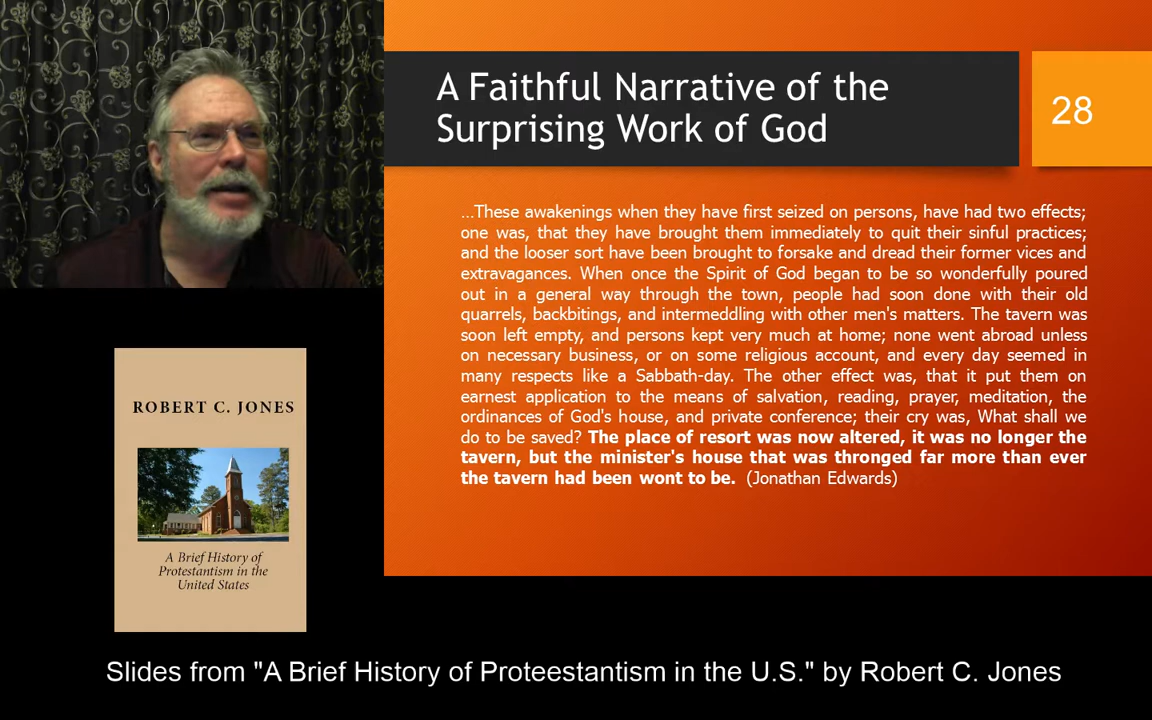 A Faithful Narrative of the
Surprising Work of God
28
...These awakenings when they have first seized on persons, have had two effects;
one was, that they have brought them immediately to quit their sinful practices;
and the looser sort have been brought to forsake and dread their former vices and
extravagances. When once the Spirit of God began to be so wonderfully poured
out in a general way through the town, people had soon done with their old
quarrels, backbitings, and intermeddling with other men's matters. The tavern was
soon left empty, and persons kept very much at home; none went abroad unless
on necessary business, or on some religious account, and every day seemed in
many respects like a Sabbath-day. The other effect was, that it put them on
earnest application to the means of salvation, reading, prayer, meditation, the
ordinances of God's house, and private conference; their cry was, What shall we
do to be saved? The place of resort was now altered, it was no longer the
tavern, but the minister's house that was thronged far more than ever
the tavern had been wont to be. (Jonathan Edwards)
ROBERT C. JONES
A Brief History of
Protestantism in the
United States
Slides from "A Brief History of Proteestantism in the U.S." by Robert C. Jones